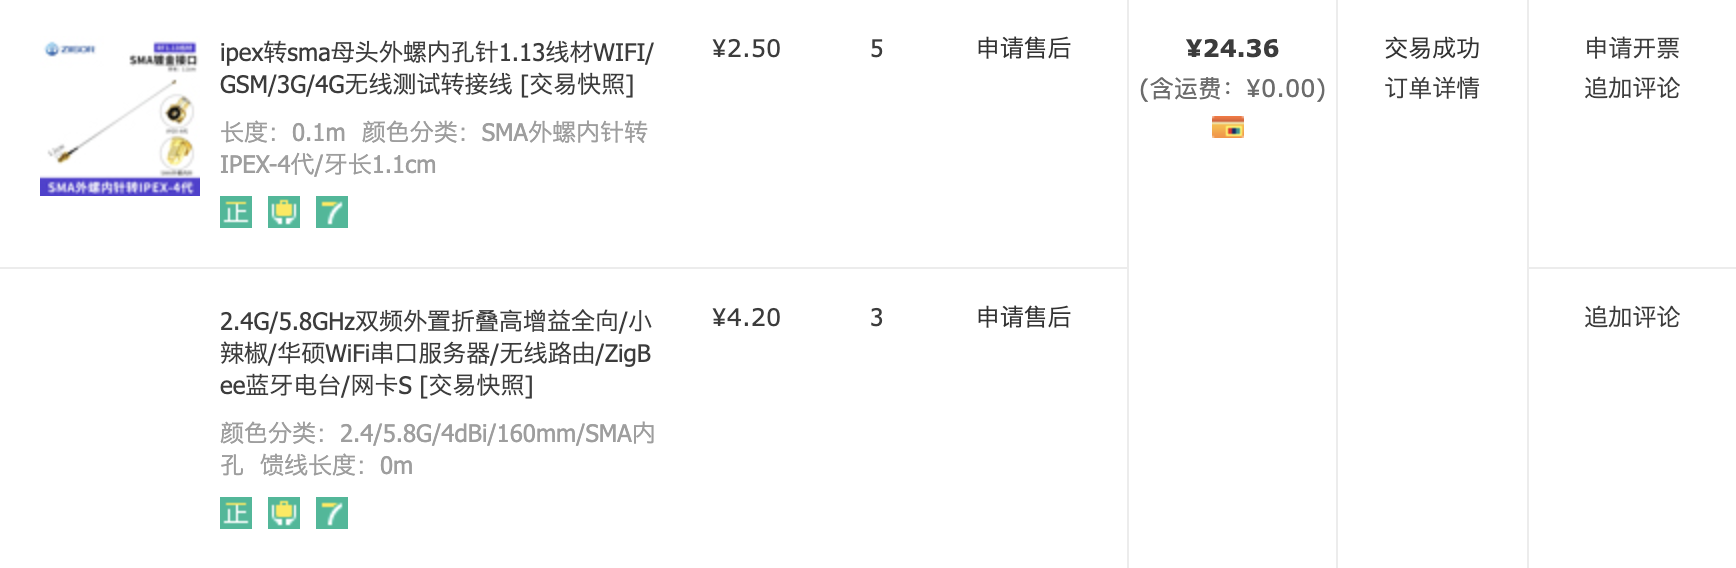 ZIISOR
SMA镀金接口
ipex转sma母头外螺内孔针1.13线材WIFI/
GSM/3G/4G无线测试转接线 [交易快照]
长度：0.1m 颜色分类：SMA外螺内针转
IPEX-4代/牙长1.1cm
SMA外螺内针转IPEX-4代
正 7
¥2.50
5
申请售后
¥24.36
(含运费：¥0.00)
交易成功
订单详情
申请开票
追加评论
2.4G/5.8GHz双频外置折叠高增益全向/小
辣椒/华硕WiFi串口服务器/无线路由/ZigB
ee蓝牙电台/网卡S [交易快照]
颜色分类：2.4/5.8G/4dBi/160mm/SMA内
孔 馈线长度：0m
正 7
¥4.20
3
申请售后
追加评论